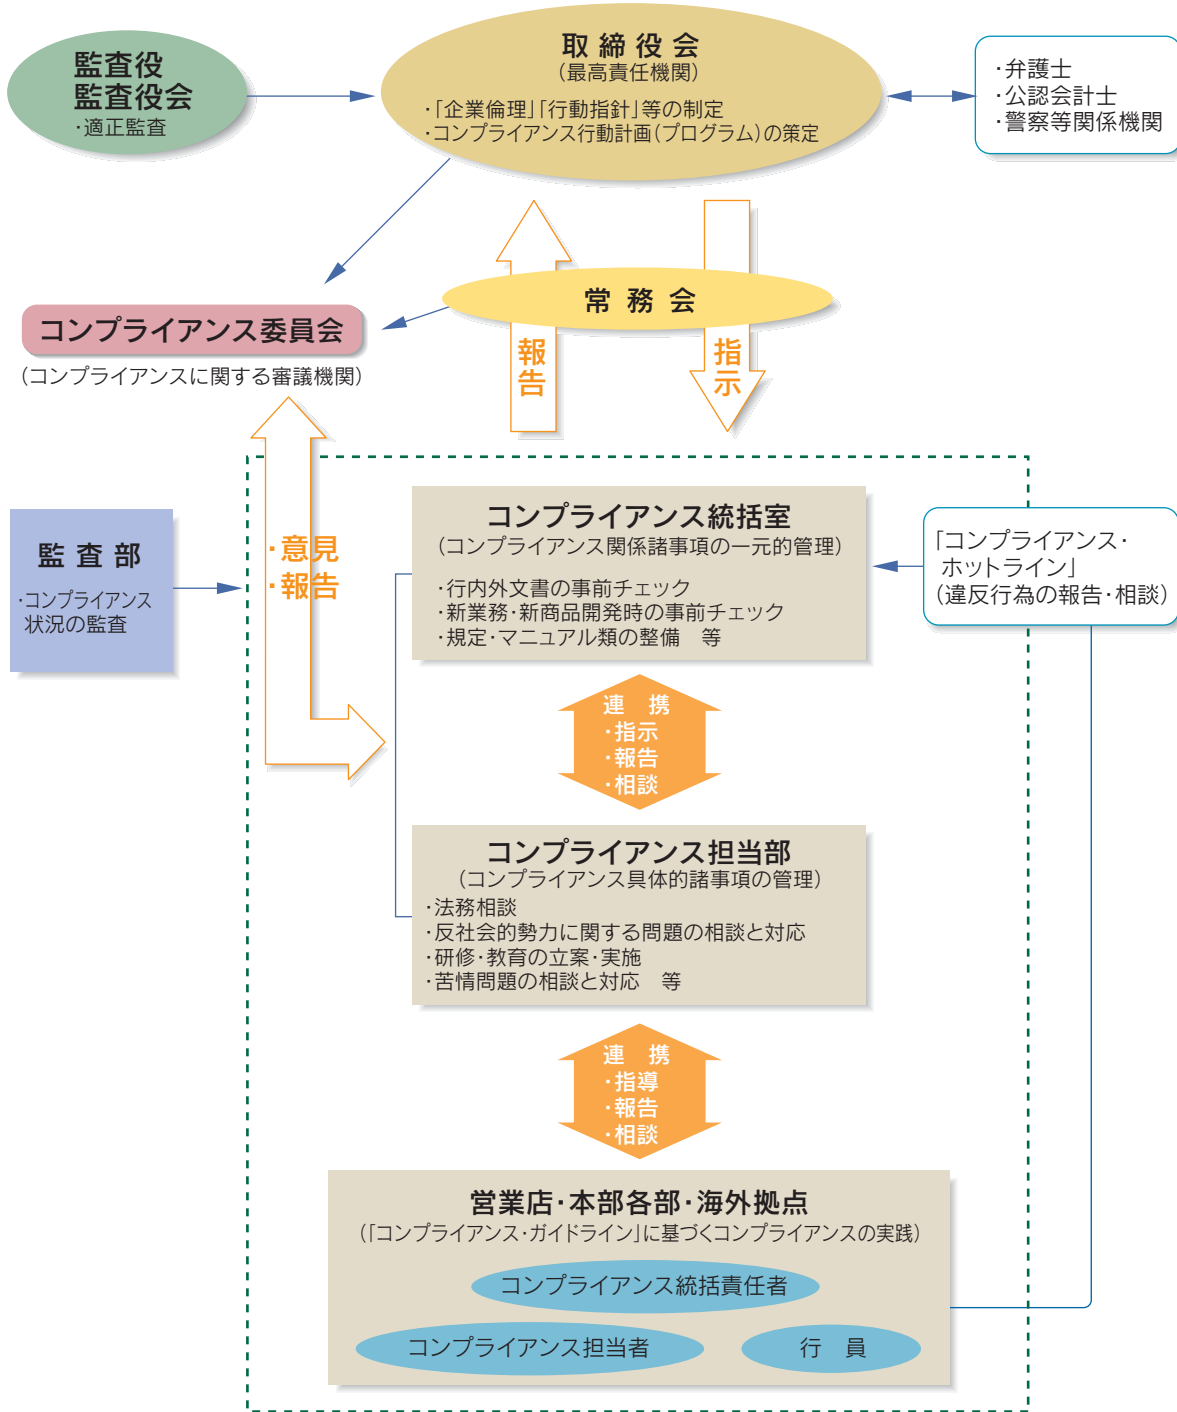 監査役
監査役会
・適正監査
取締役会
(最高責任機関)
・「企業倫理」「行動指針」等の制定
・コンプライアンス行動計画(プログラム)の策定
・弁護士
・公認会計士
・警察等関係機関
常務会
コンプライアンス委員会
(コンプライアンスに関する審議機関)
報告
指示
監査部
・コンプライアンス
状況の監査
・意見
・報告
コンプライアンス統括室
(コンプライアンス関係諸事項の一元的管理)
・行内外文書の事前チェック
・新業務・新商品開発時の事前チェック
・規定・マニュアル類の整備 等
「コンプライアンス・
ホットライン」
(違反行為の報告・相談)
連 携
・指示
・報告
・相談
コンプライアンス担当部
(コンプライアンス具体的諸事項の管理)
・法務相談
・反社会的勢力に関する問題の相談と対応
・研修・教育の立案・実施
・苦情問題の相談と対応 等
連 携
・指導
・報告
・相談
営業店・本部各部・海外拠点
(「コンプライアンス・ガイドライン」に基づくコンプライアンスの実践)
コンプライアンス統括責任者
コンプライアンス担当者
行 員